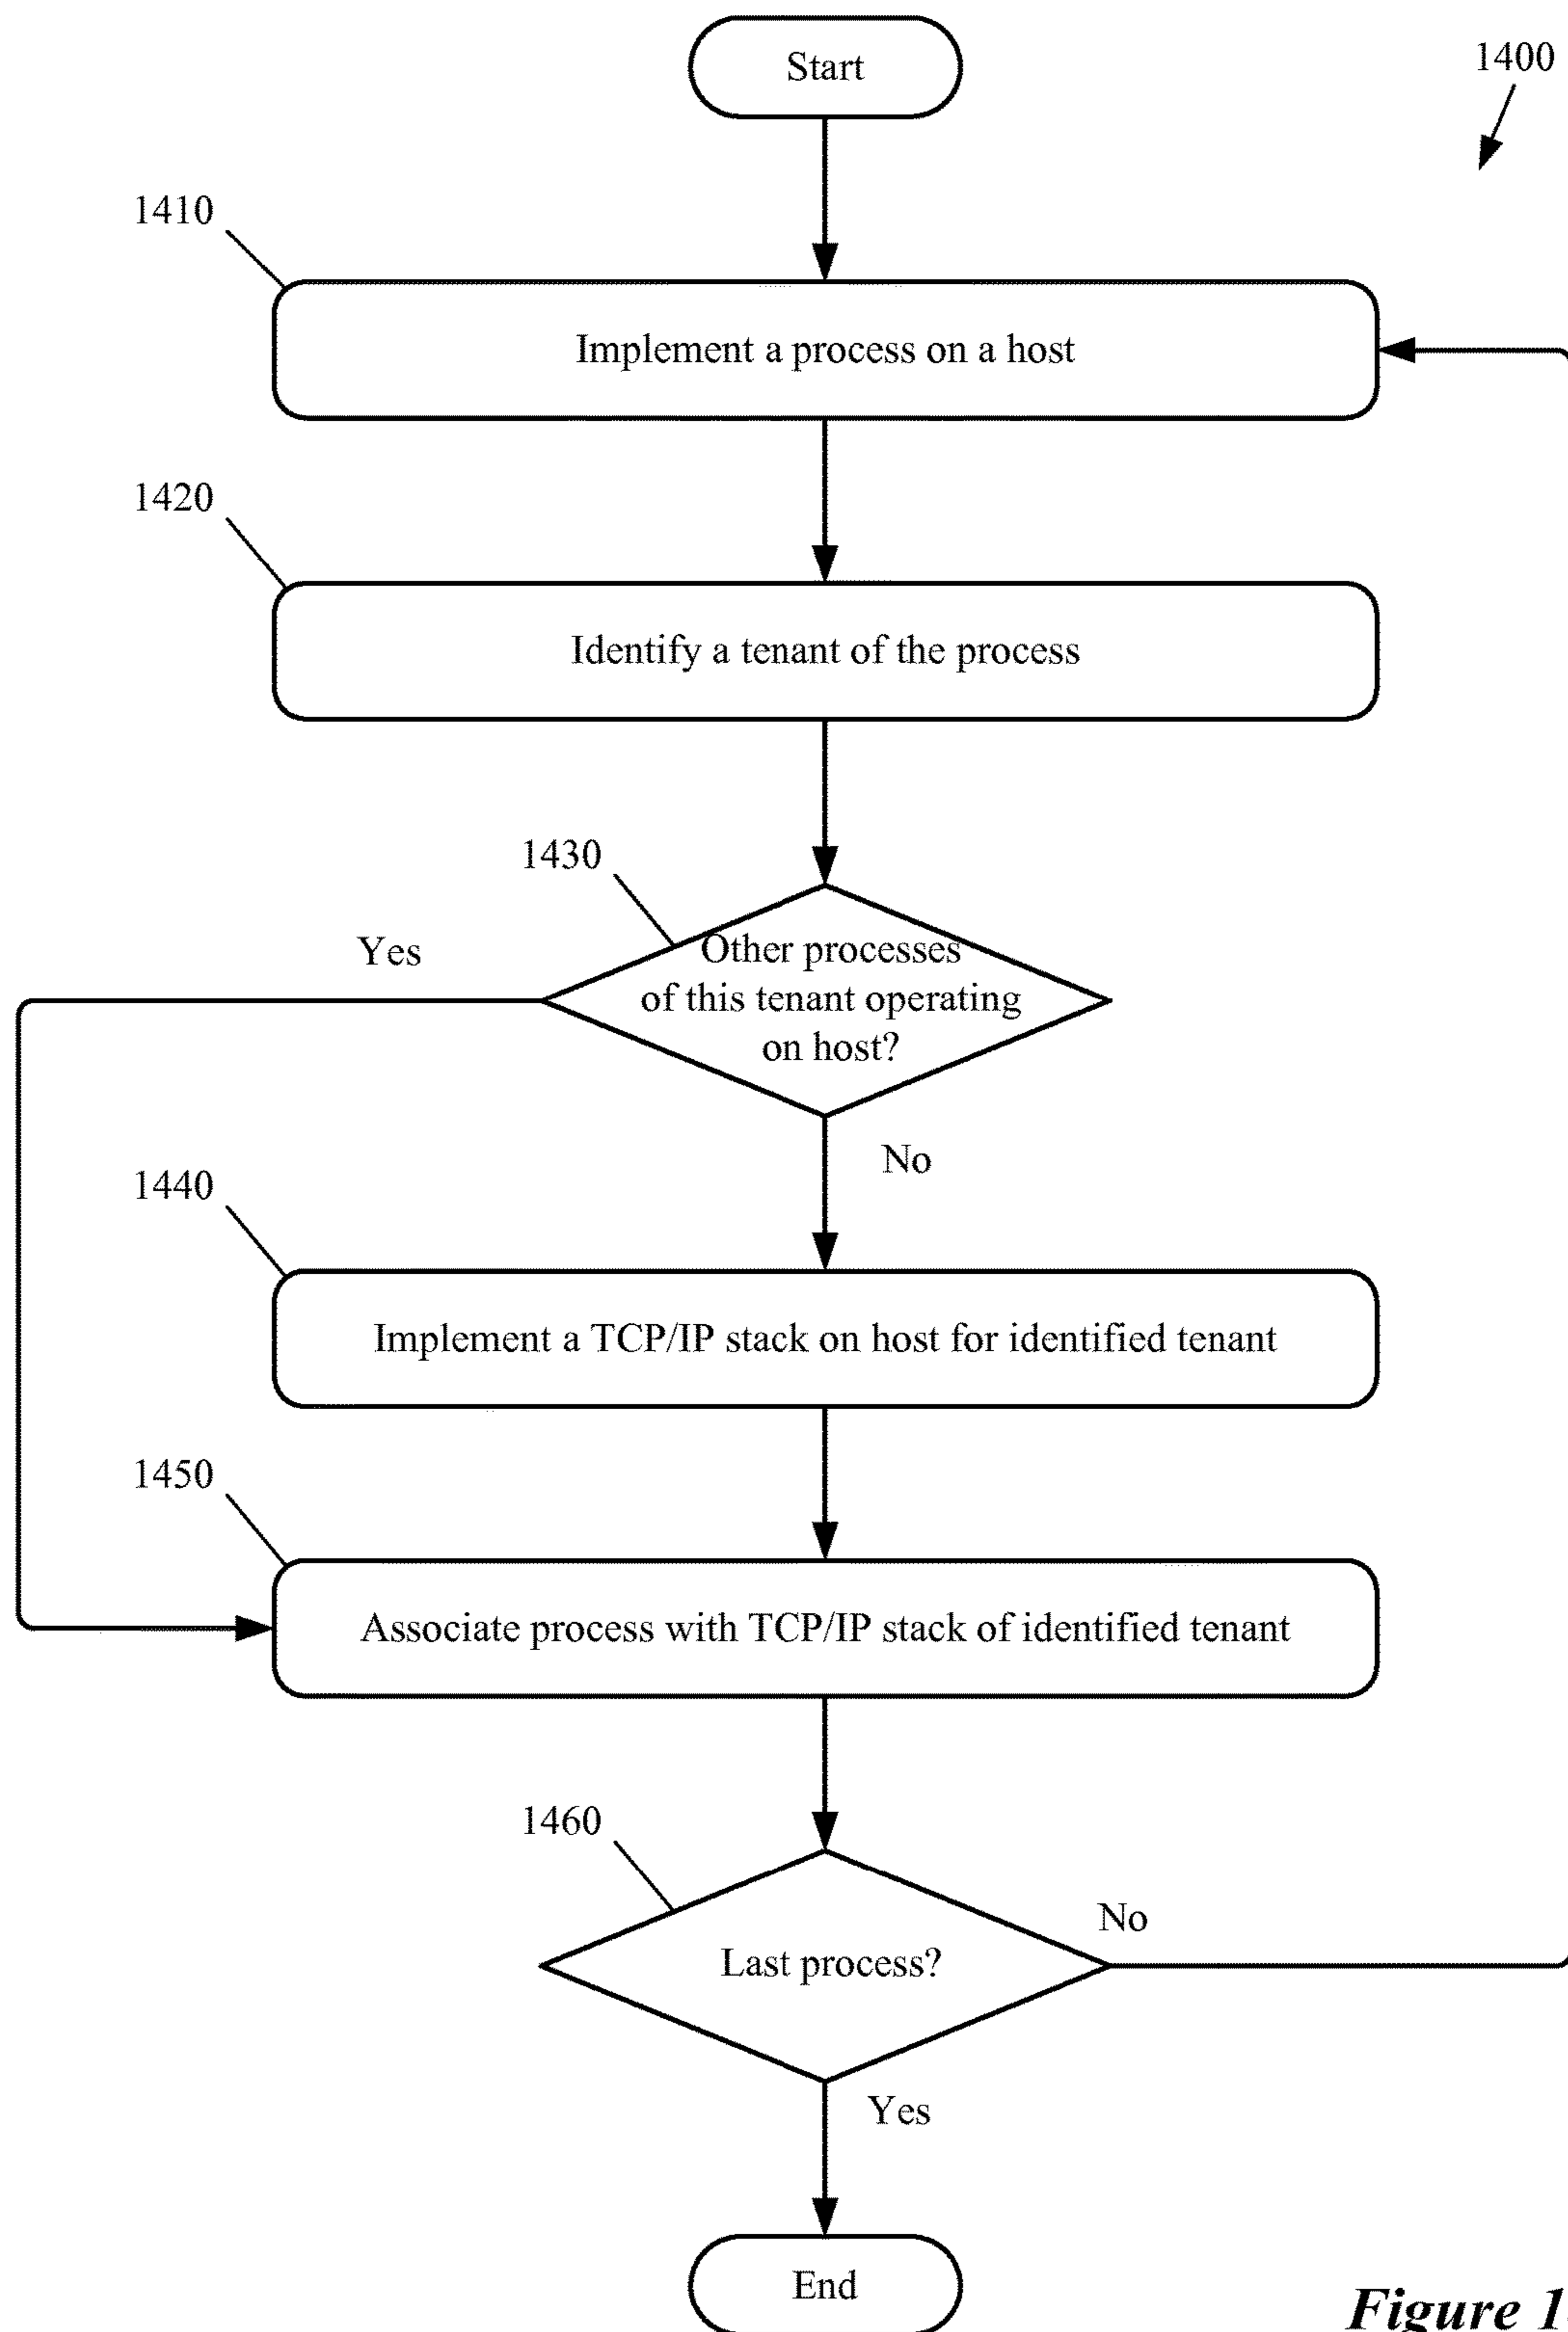 Start
1400
1410
Implement a process on a host
1420
Identify a tenant of the process
1430
Yes
Other processes
of this tenant operating
on host?
No
1440
Implement a TCP/IP stack on host for identified tenant
1450
Associate process with TCP/IP stack of identified tenant
1460
No
Last process?
Yes
End
Figure 1